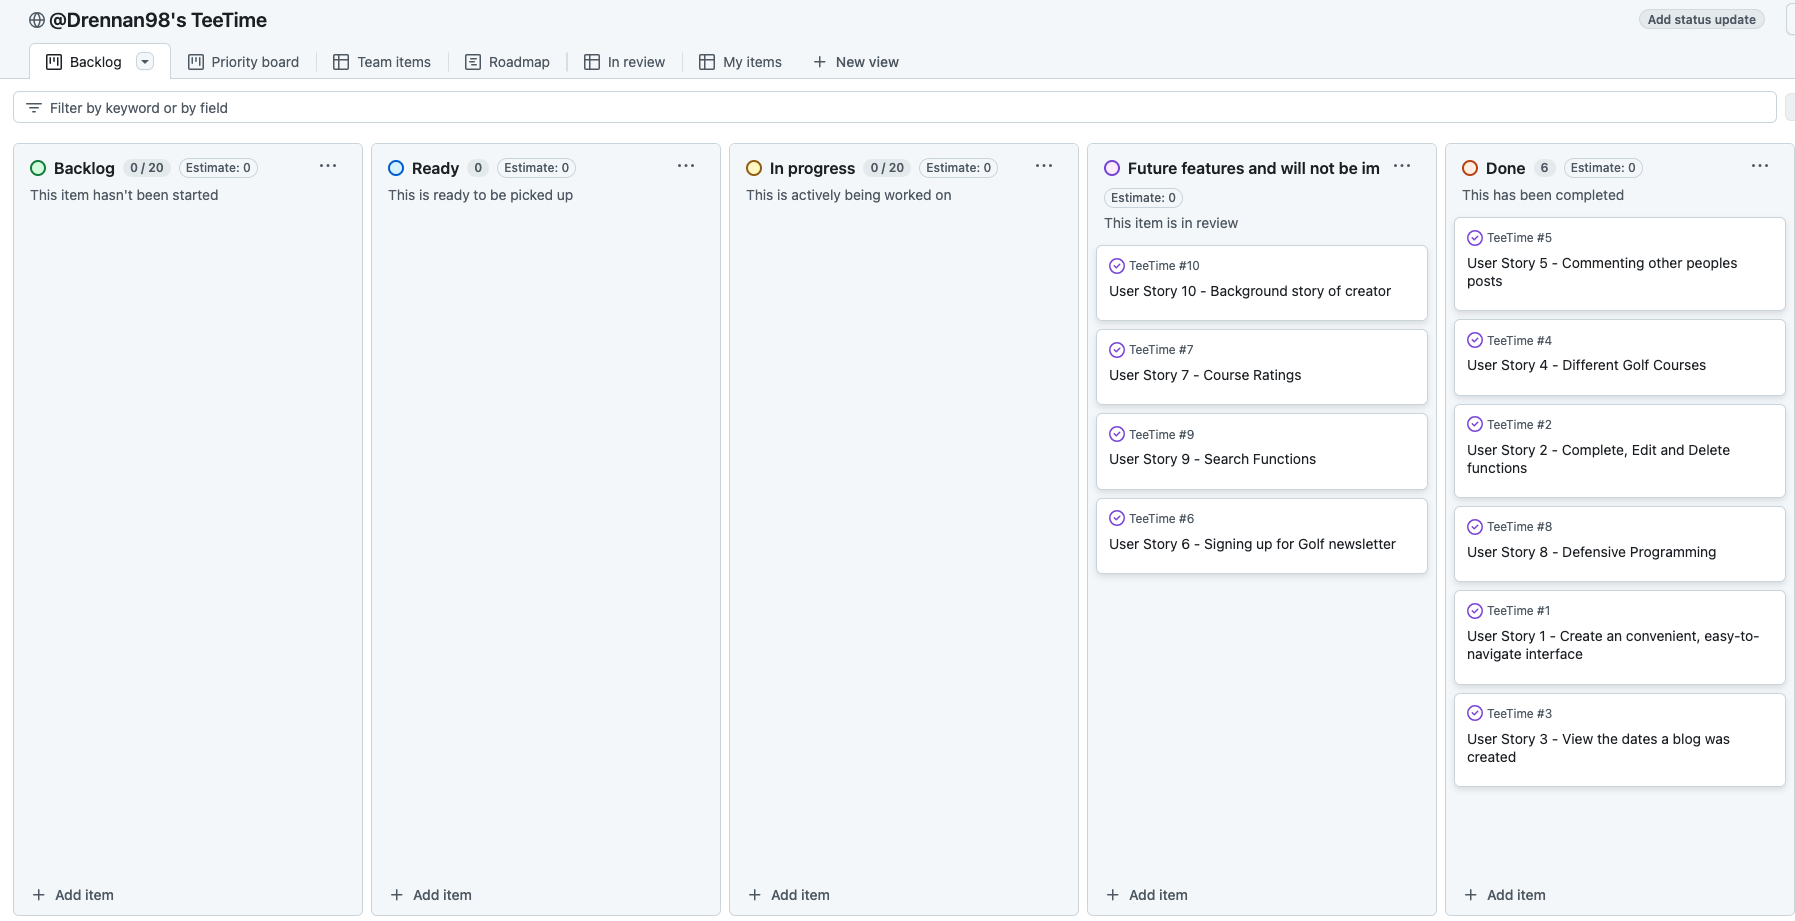 @Drennan98's TeeTime
Add status update
Backlog
Priority board
Team items
Roadmap
In review
My items
New view
Filter by keyword or by field
Backlog 0 / 20 Estimate: 0
This item hasn't been started
Add item
Ready 0 Estimate: 0
This is ready to be picked up
Add item
In progress 0 / 20 Estimate: 0
This is actively being worked on
Add item
Future features and will not be im
Estimate: 0
This item is in review
TeeTime #10
User Story 10 - Background story of creator
TeeTime #7
User Story 7 - Course Ratings
TeeTime #9
User Story 9 - Search Functions
TeeTime #6
User Story 6 - Signing up for Golf newsletter
Add item
Done 6 Estimate: 0
This has been completed
TeeTime #5
User Story 5 - Commenting other peoples
posts
TeeTime #4
User Story 4 - Different Golf Courses
TeeTime #2
User Story 2 - Complete, Edit and Delete
functions
TeeTime #8
User Story 8 - Defensive Programming
TeeTime #1
User Story 1 - Create an convenient, easy-to-
navigate interface
TeeTime #3
User Story 3 - View the dates a blog was
created
Add item